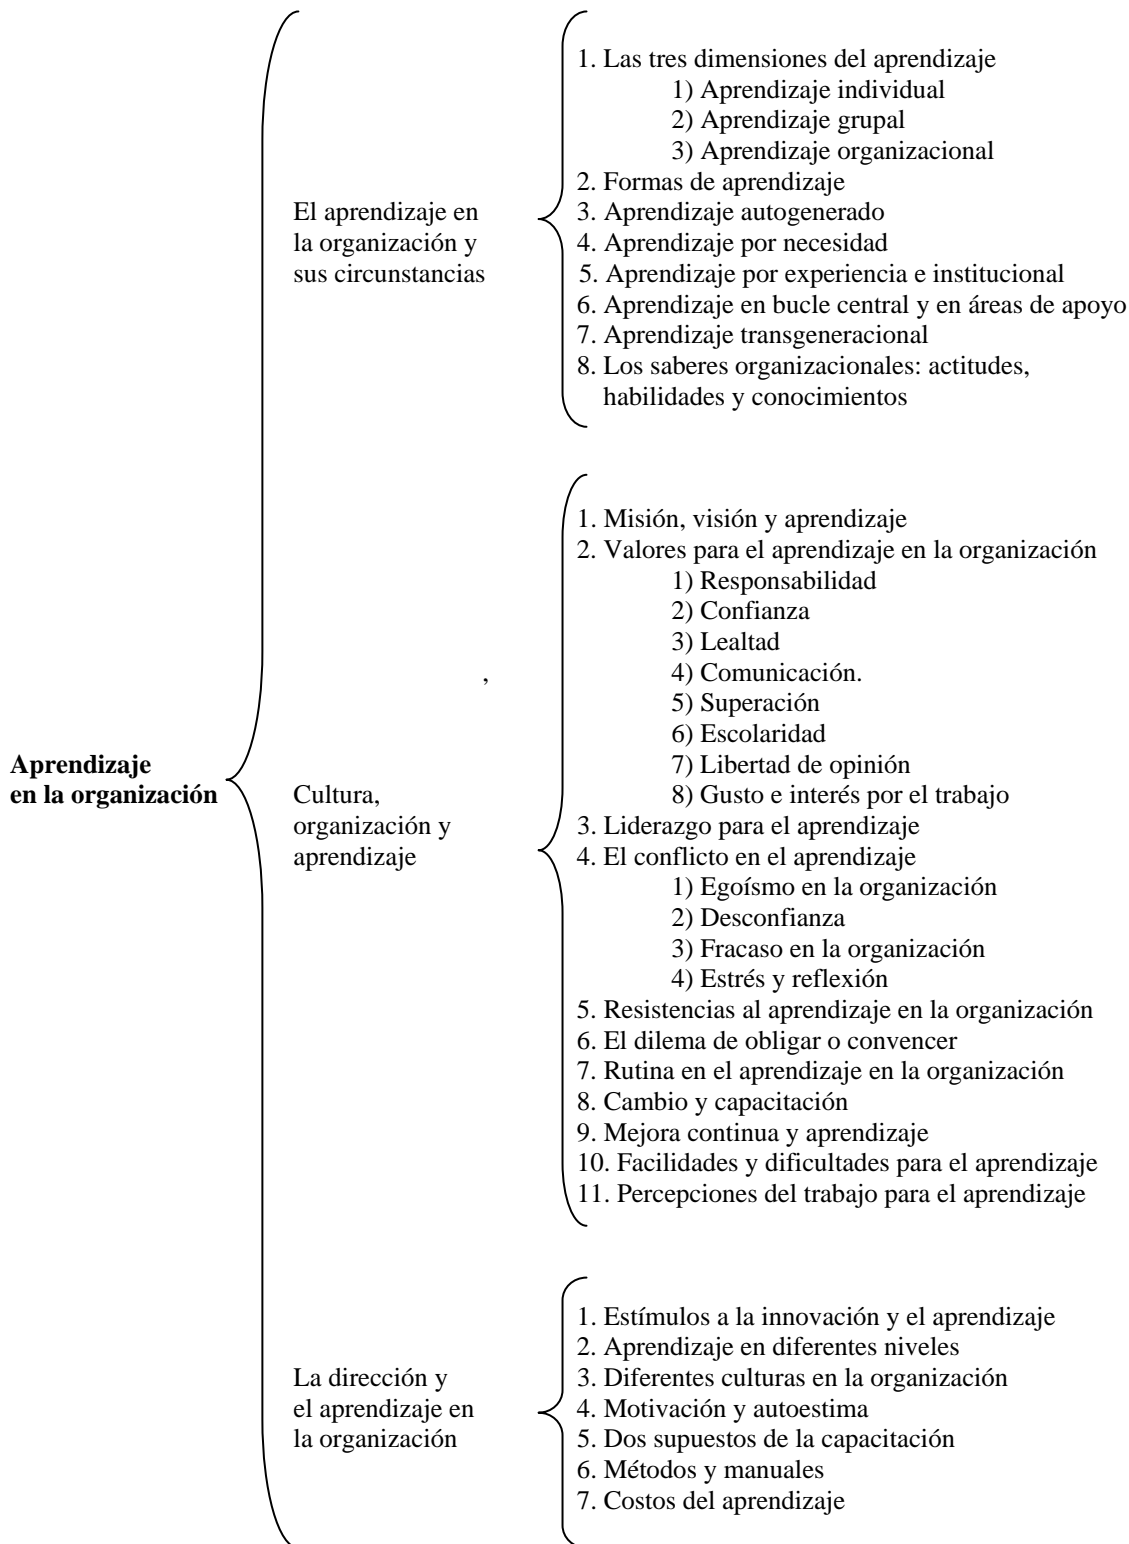 Aprendizaje
en la organización
El aprendizaje en
la organización y
sus circunstancias
1. Las tres dimensiones del aprendizaje
1) Aprendizaje individual
2) Aprendizaje grupal
3) Aprendizaje organizacional
2. Formas de aprendizaje
3. Aprendizaje autogenerado
4. Aprendizaje por necesidad
5. Aprendizaje por experiencia e institucional
6. Aprendizaje en bucle central y en áreas de apoyo
7. Aprendizaje transgeneracional
8. Los saberes organizacionales: actitudes,
habilidades y conocimientos
,
Cultura,
organización y
aprendizaje
1. Misión, visión y aprendizaje
2. Valores para el aprendizaje en la organización
1) Responsabilidad
2) Confianza
3) Lealtad
4) Comunicación.
5) Superación
6) Escolaridad
7) Libertad de opinión
8) Gusto e interés por el trabajo
3. Liderazgo para el aprendizaje
4. El conflicto en el aprendizaje
1) Egoísmo en la organización
2) Desconfianza
3) Fracaso en la organización
4) Estrés y reflexión
5. Resistencias al aprendizaje en la organización
6. El dilema de obligar o convencer
7. Rutina en el aprendizaje en la organización
8. Cambio y capacitación
9. Mejora continua y aprendizaje
10. Facilidades y dificultades para el aprendizaje
11. Percepciones del trabajo para el aprendizaje
La dirección y
el aprendizaje en
la organización
1. Estímulos a la innovación y el aprendizaje
2. Aprendizaje en diferentes niveles
3. Diferentes culturas en la organización
4. Motivación y autoestima
5. Dos supuestos de la capacitación
6. Métodos y manuales
7. Costos del aprendizaje